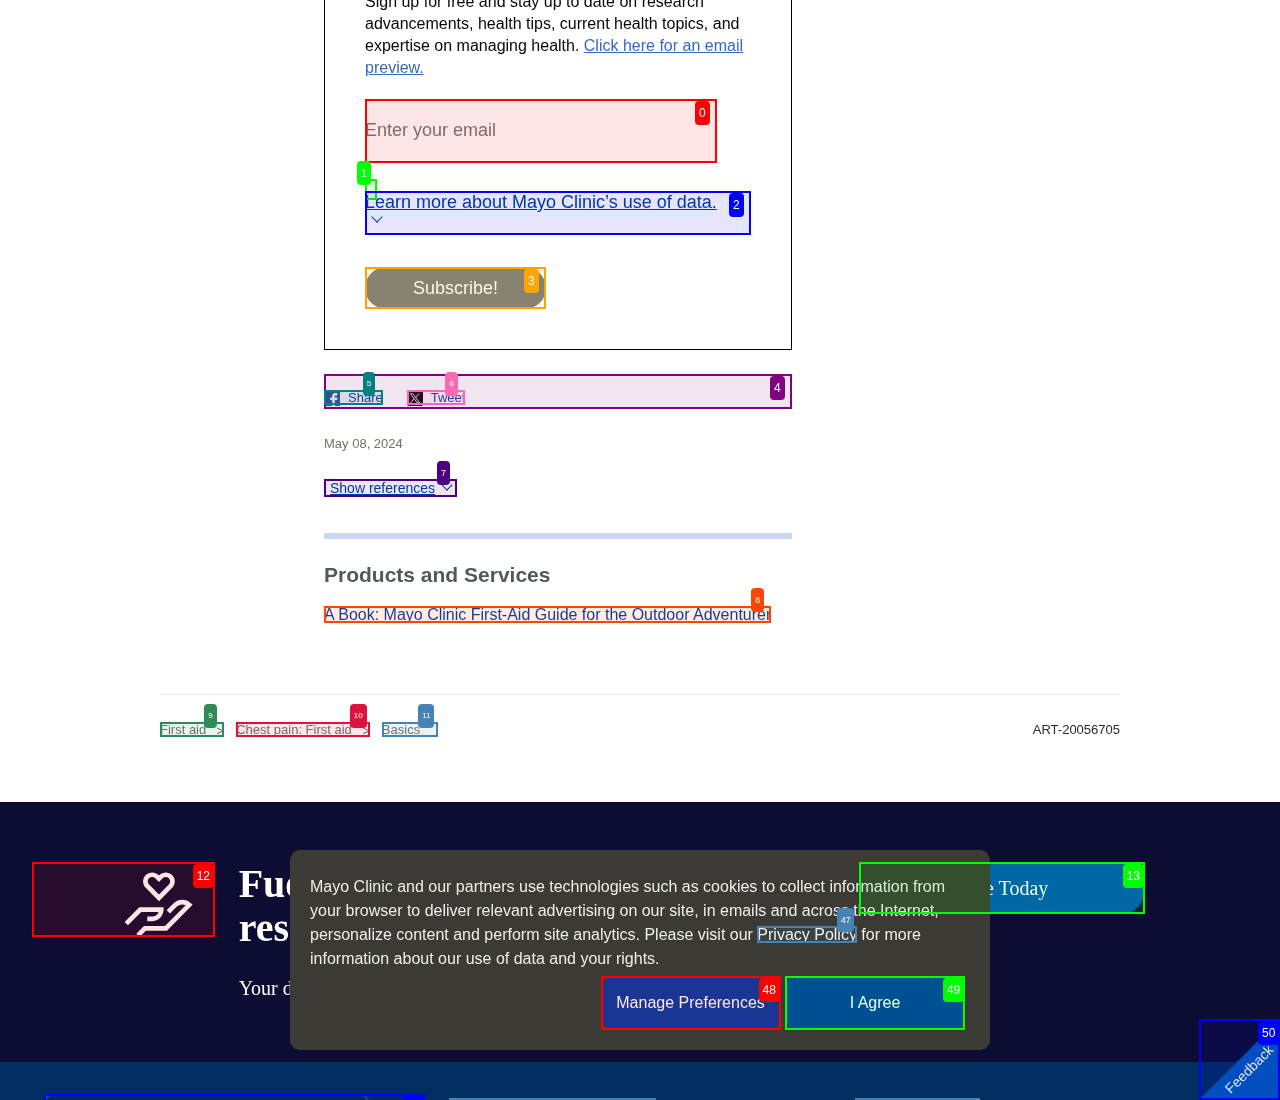 Sign up for free and stay up to date on research
advancements, health tips, current health topics, and
expertise on managing health. Click here for an email
preview.
0
Enter your email
1
Learn more about Mayo Clinic’s use of data.
2
Subscribe!
3
4
5
6
Share
Tweet
May 08, 2024
7
Show references
Products and Services
8
A Book: Mayo Clinic First-Aid Guide for the Outdoor Adventurer
9
10
11
First aid >
Chest pain: First aid >
Basics
ART-20056705
12
13
Today
Your
Mayo Clinic and our partners use technologies such as cookies to collect information from
your browser to deliver relevant advertising on our site, in emails and across the Internet,
47
personalize content and perform site analytics. Please visit our Privacy Policy for more
information about our use of data and your rights.
48
49
Manage Preferences
I Agree
50
Feedback